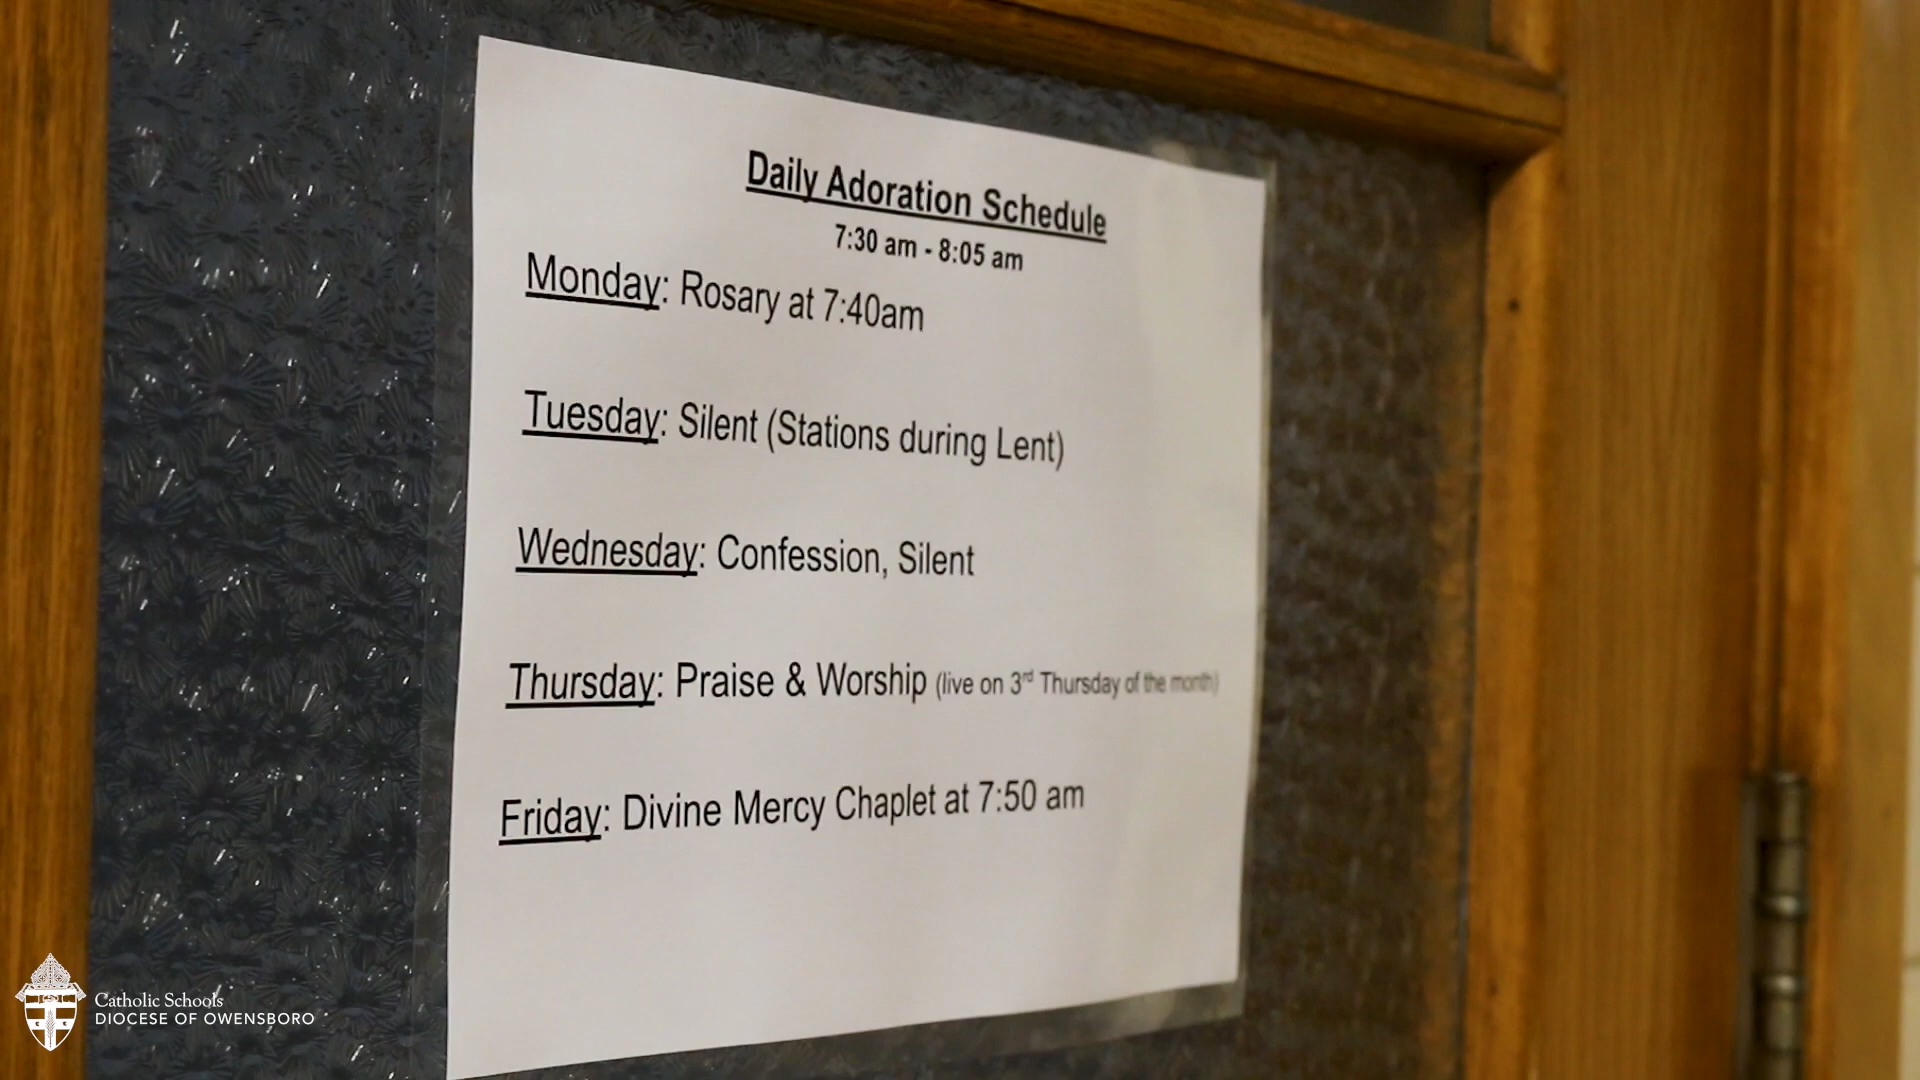 Daily Adoration Schedule
7:30 am - 8:05 am
Monday: Rosary at 7:40am
Tuesday: Silent (Stations during Lent)
Wednesday: Confession, Silent
Thursday: Praise & Worship (live on 3rd Thursday of the month)
Friday: Divine Mercy Chaplet at 7:50 am
Catholic Schools
DIOCESE OF OWENSBORO